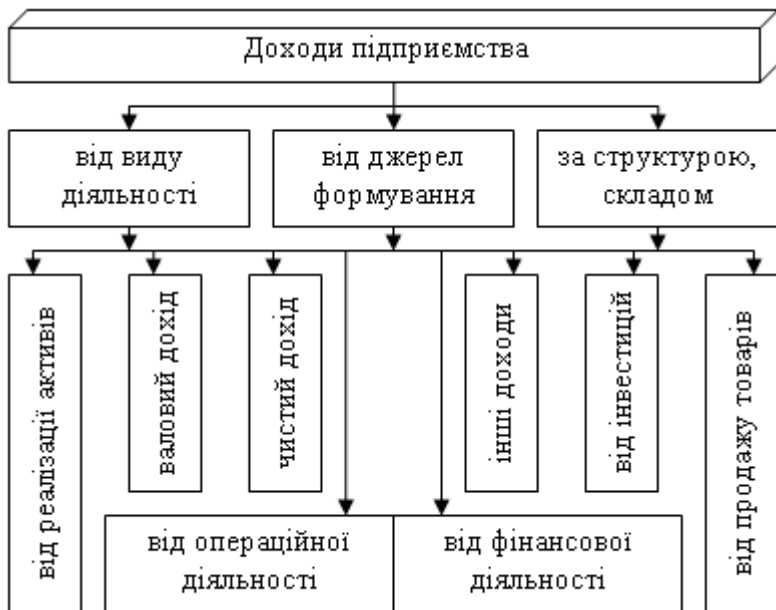 Доходи підприємства
від виду
діяльності
від джерел
формування
за структурою,
складом
від реалізації активів
валовий дохід
чистий дохід
інші доходи
від інвестицій
від продажу товарів
від операційної
діяльності
від фінансової
діяльності